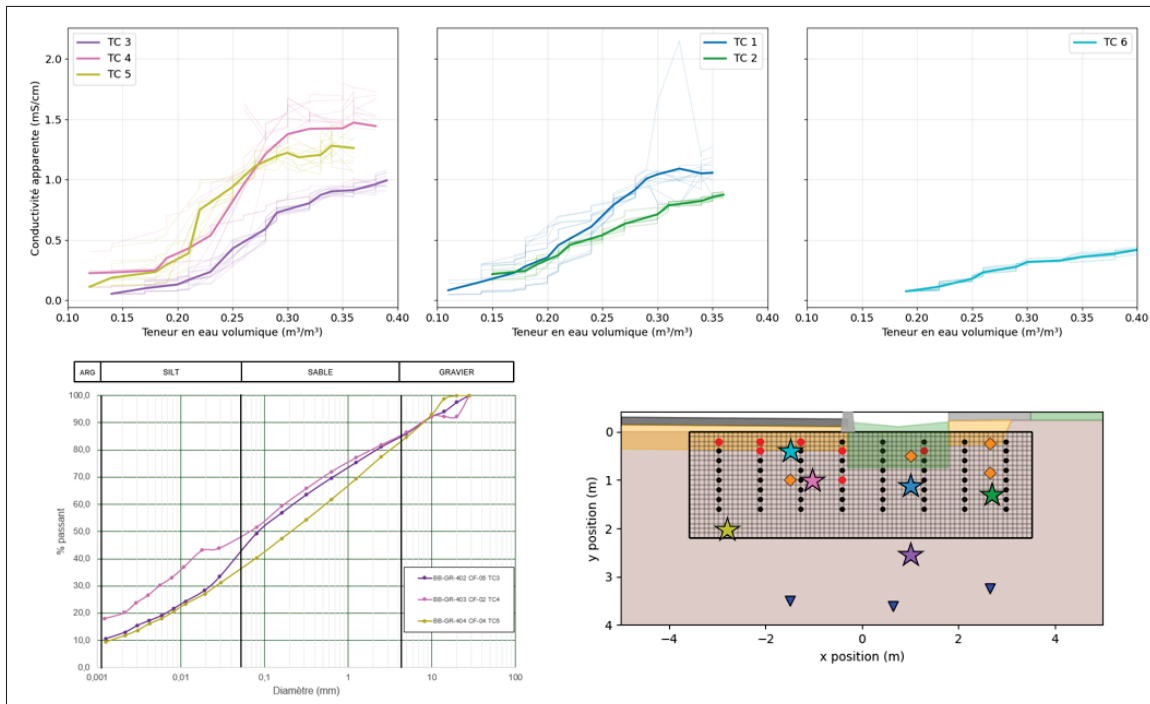 TC 3
TC 4
TC 5
TC 1
TC 2
TC 6
Conductivité apparente (mS/cm)
2.0
1.5
1.0
0.5
0.0
0.10 0.15 0.20 0.25 0.30 0.35 0.40
0.10 0.15 0.20 0.25 0.30 0.35 0.40
0.10 0.15 0.20 0.25 0.30 0.35 0.40
Teneur en eau volumique (m³/m³)
Teneur en eau volumique (m³/m³)
Teneur en eau volumique (m³/m³)
ARG SILT SABLE GRAVIER
% passant
100,0
90,0
80,0
70,0
60,0
50,0
40,0
30,0
20,0
10,0
0,0
BB-GR-402 CF-05 TC3
BB-GR-403 CF-02 TC4
BB-GR-404 CF-04 TC5
0,001 0,01 0,1 1 10 100
Diamètre (mm)
y position (m)
0
1
2
3
4
−4 −2 0 2 4
x position (m)